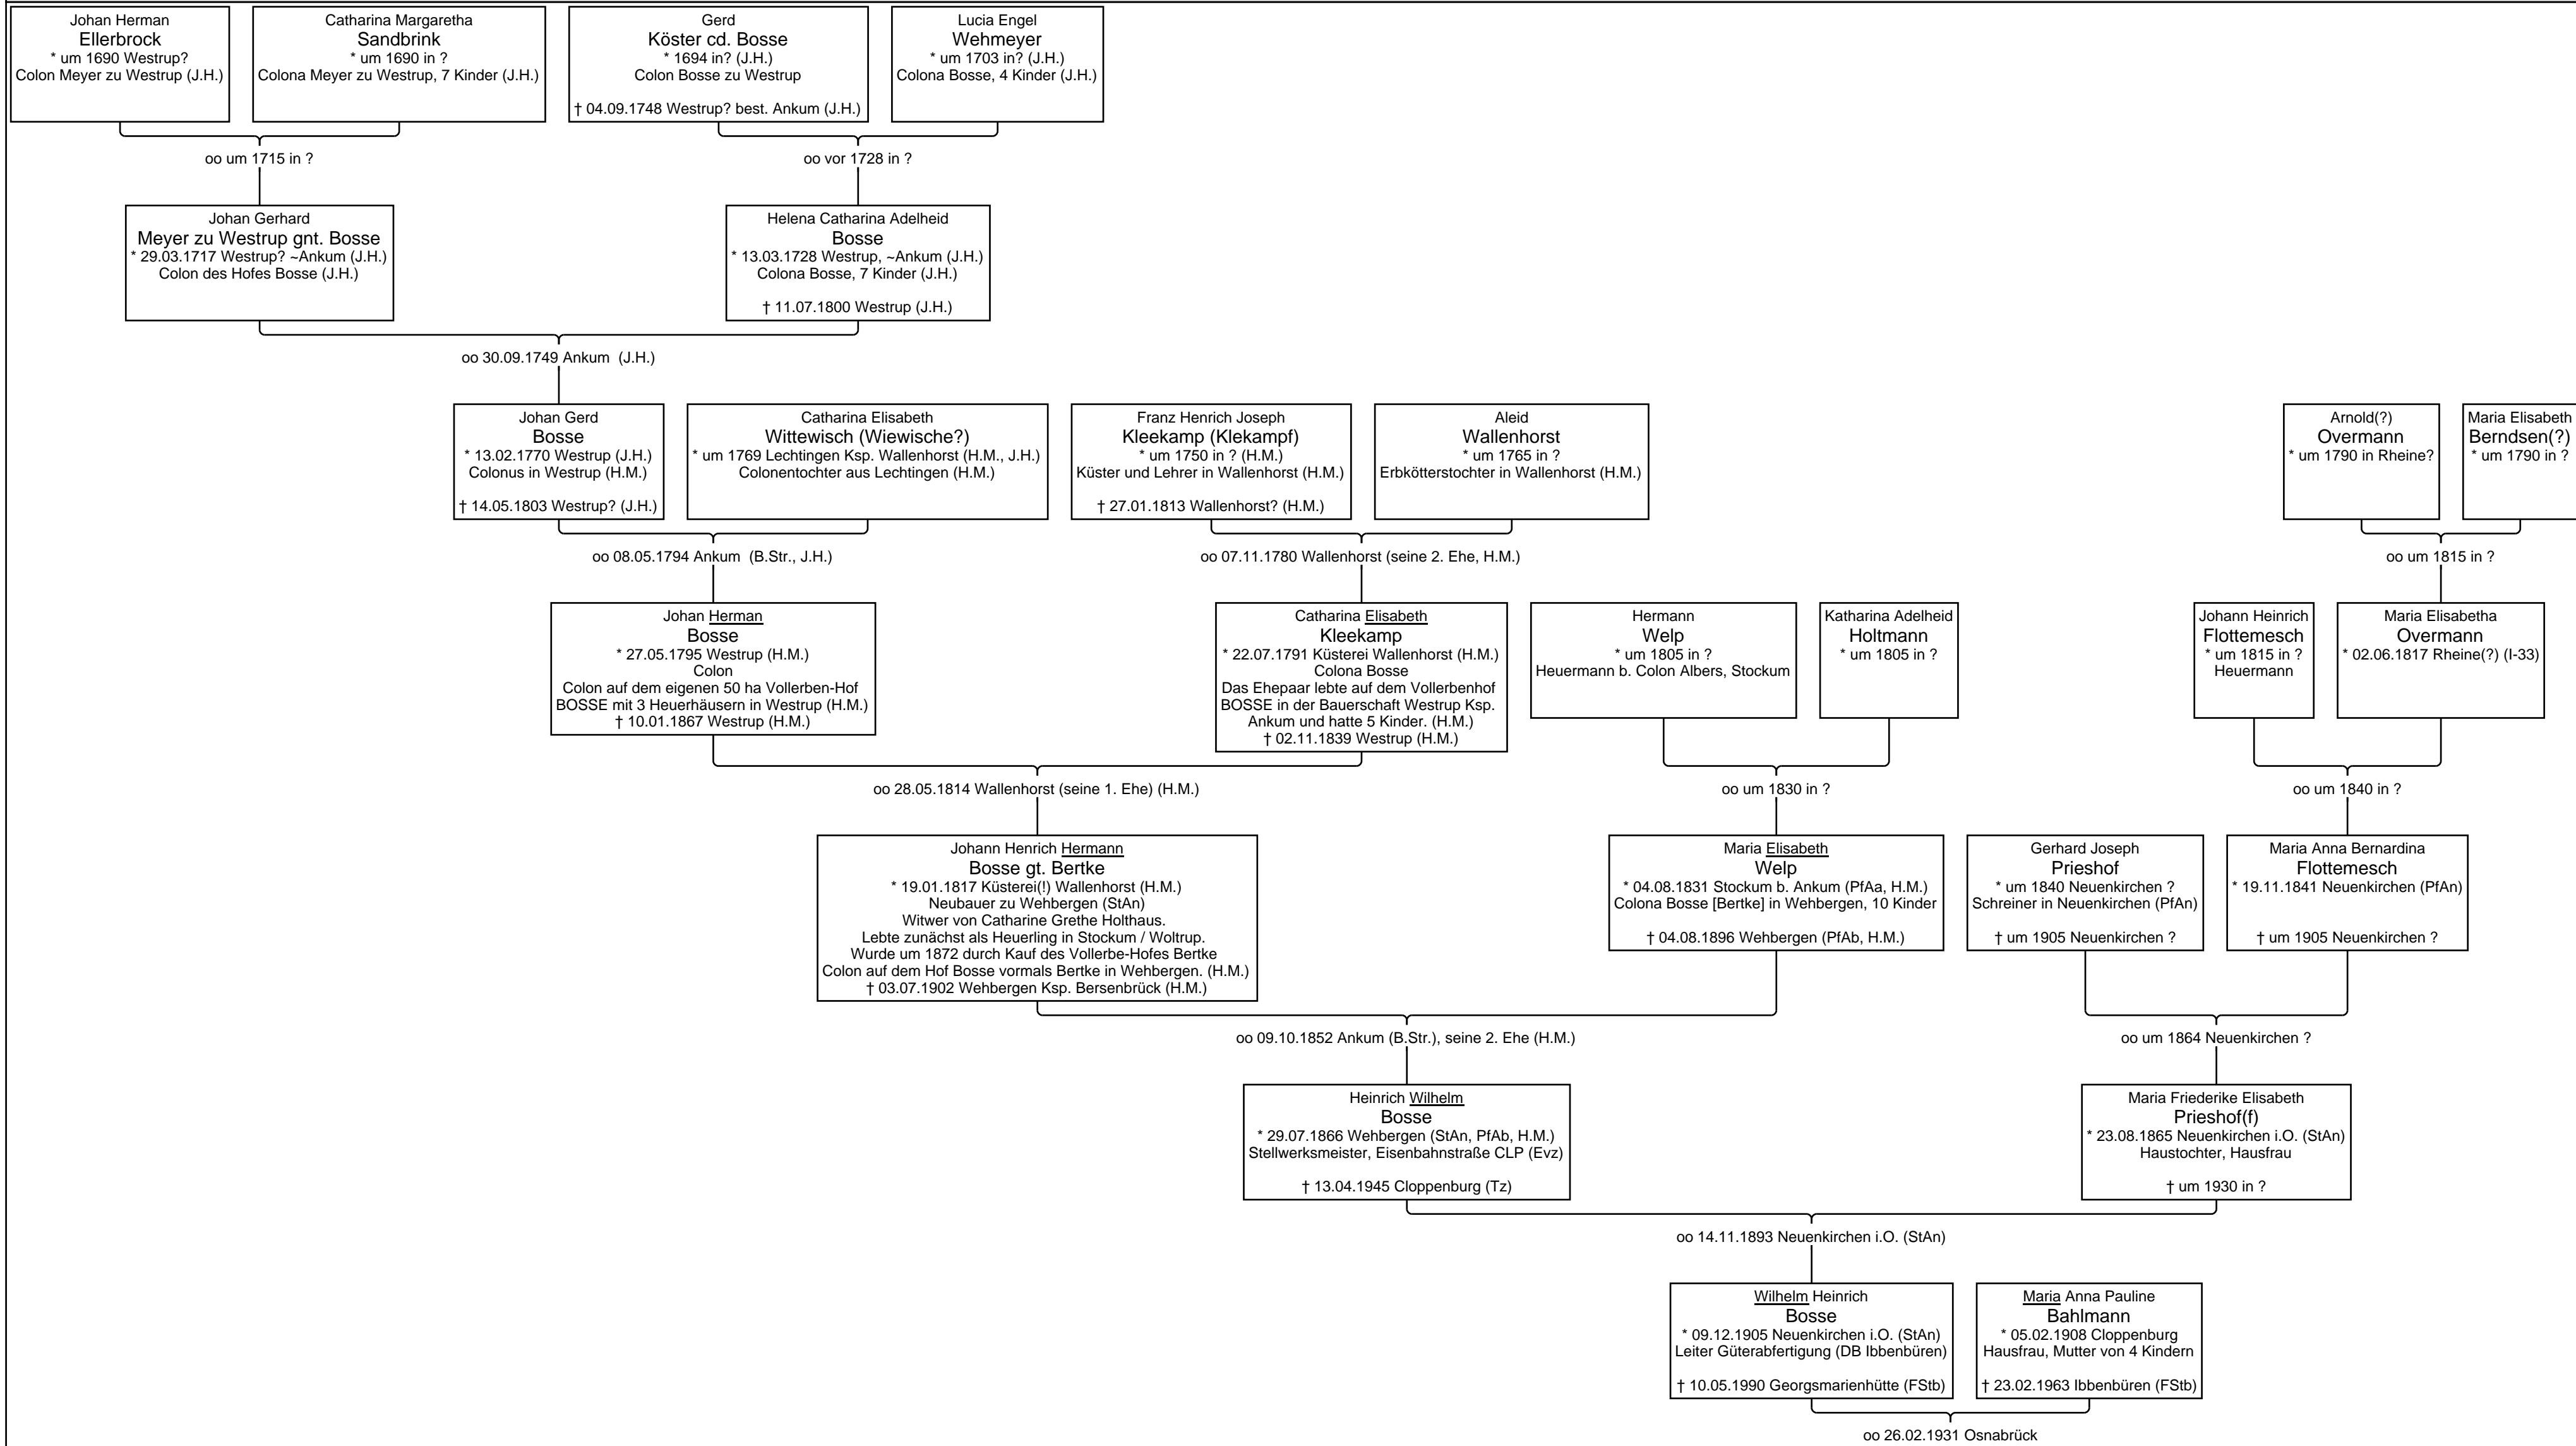 Johan Herman
Ellerbrock
* um 1690 Westrup?
Colon Meyer zu Westrup (J.H.)
Catharina Margaretha
Sandbrink
* um 1690 in ?
Colona Meyer zu Westrup, 7 Kinder (J.H.)
Gerd
Köster cd. Bosse
* 1694 in? (J.H.)
Colon Bosse zu Westrup
† 04.09.1748 Westrup? best. Ankum (J.H.)
Lucia Engel
Wehmeyer
* um 1703 in? (J.H.)
Colona Bosse, 4 Kinder (J.H.)
oo um 1715 in ?
oo vor 1728 in ?
Johan Gerhard
Meyer zu Westrup gnt. Bosse
* 29.03.1717 Westrup? ~Ankum (J.H.)
Colon des Hofes Bosse (J.H.)
Helena Catharina Adelheid
Bosse
* 13.03.1728 Westrup, ~Ankum (J.H.)
Colona Bosse, 7 Kinder (J.H.)
† 11.07.1800 Westrup (J.H.)
oo 30.09.1749 Ankum (J.H.)
Johan Gerd
Bosse
* 13.02.1770 Westrup (J.H.)
Colonus in Westrup (H.M.)
† 14.05.1803 Westrup? (J.H.)
Catharina Elisabeth
Wittewisch (Wiewische?)
* um 1769 Lechtingen Ksp. Wallenhorst (H.M., J.H.)
Colonentochter aus Lechtingen (H.M.)
Franz Henrich Joseph
Kleekamp (Klekampf)
* um 1750 in ? (H.M.)
Küster und Lehrer in Wallenhorst (H.M.)
† 27.01.1813 Wallenhorst? (H.M.)
Aleid
Wallenhorst
* um 1765 in ?
Erbkötterstochter in Wallenhorst (H.M.)
Arnold(?)
Overmann
* um 1790 in Rheine?
Maria Elisabeth
Berndsen(?)
* um 1790 in ?
oo 08.05.1794 Ankum (B.Str., J.H.)
oo 07.11.1780 Wallenhorst (seine 2. Ehe, H.M.)
oo um 1815 in ?
Johan Herman
Bosse
* 27.05.1795 Westrup (H.M.)
Colon
Colon auf dem eigenen 50 ha Vollerben-Hof
BOSSE mit 3 Heuerhäusern in Westrup (H.M.)
† 10.01.1867 Westrup (H.M.)
Catharina Elisabeth
Kleekamp
* 22.07.1791 Küsterei Wallenhorst (H.M.)
Colona Bosse
Das Ehepaar lebte auf dem Vollerbenhof
BOSSE in der Bauerschaft Westrup Ksp.
Ankum und hatte 5 Kinder. (H.M.)
† 02.11.1839 Westrup (H.M.)
Hermann
Welp
* um 1805 in ?
Heuermann b. Colon Albers, Stockum
Katharina Adelheid
Holtmann
* um 1805 in ?
Johann Heinrich
Flottemesch
* um 1815 in ?
Heuermann
Maria Elisabetha
Overmann
* 02.06.1817 Rheine(?) (I-33)
oo 28.05.1814 Wallenhorst (seine 1. Ehe) (H.M.)
oo um 1830 in ?
oo um 1840 in ?
Johann Henrich Hermann
Bosse gt. Bertke
* 19.01.1817 Küsterei(!) Wallenhorst (H.M.)
Neubauer zu Wehbergen (StAn)
Witwer von Catharine Grethe Holthaus.
Lebte zunächst als Heuerling in Stockum / Woltrup.
Wurde um 1872 durch Kauf des Vollerbe-Hofes Bertke
Colon auf dem Hof Bosse vormals Bertke in Wehbergen. (H.M.)
† 03.07.1902 Wehbergen Ksp. Bersenbrück (H.M.)
Maria Elisabeth
Welp
* 04.08.1831 Stockum b. Ankum (PfAa, H.M.)
Colona Bosse [Bertke] in Wehbergen, 10 Kinder
† 04.08.1896 Wehbergen (PfAb, H.M.)
Gerhard Joseph
Prieshof
* um 1840 Neuenkirchen ?
Schreiner in Neuenkirchen (PfAn)
† um 1905 Neuenkirchen ?
Maria Anna Bernardina
Flottemesch
* 19.11.1841 Neuenkirchen (PfAn)
† um 1905 Neuenkirchen ?
oo 09.10.1852 Ankum (B.Str.), seine 2. Ehe (H.M.)
oo um 1864 Neuenkirchen ?
Heinrich Wilhelm
Bosse
* 29.07.1866 Wehbergen (StAn, PfAb, H.M.)
Stellwerksmeister, Eisenbahnstraße CLP (Evz)
† 13.04.1945 Cloppenburg (Tz)
Maria Friederike Elisabeth
Prieshof(f)
* 23.08.1865 Neuenkirchen i.O. (StAn)
Haustochter, Hausfrau
† um 1930 in ?
oo 14.11.1893 Neuenkirchen i.O. (StAn)
Wilhelm Heinrich
Bosse
* 09.12.1905 Neuenkirchen i.O. (StAn)
Leiter Güterabfertigung (DB Ibbenbüren)
† 10.05.1990 Georgsmarienhütte (FStb)
Maria Anna Pauline
Bahlmann
* 05.02.1908 Cloppenburg
Hausfrau, Mutter von 4 Kindern
† 23.02.1963 Ibbenbüren (FStb)
oo 26.02.1931 Osnabrück